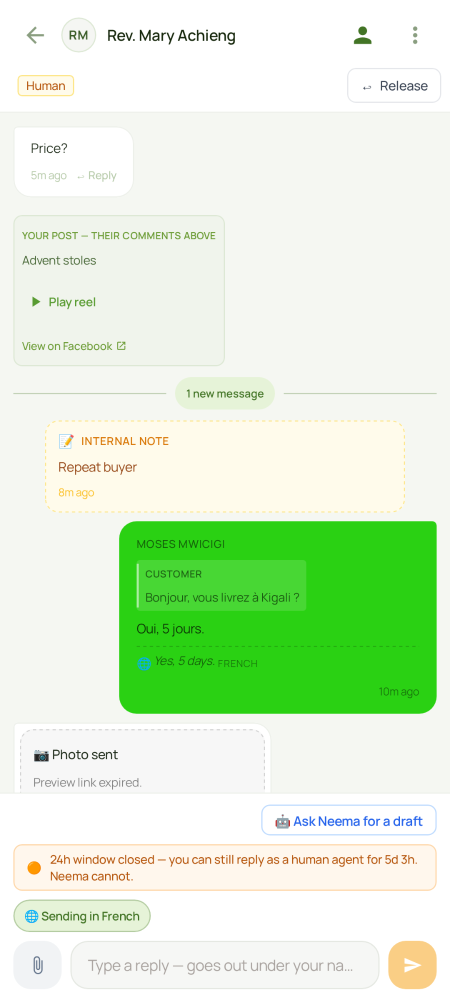 RM Rev. Mary Achieng
Human
Release
Price?
5m ago Reply
YOUR POST — THEIR COMMENTS ABOVE
Advent stoles
Play reel
View on Facebook
1 new message
INTERNAL NOTE
Repeat buyer
8m ago
MOSES MWICIGI
CUSTOMER
Bonjour, vous livrez à Kigali ?
Oui, 5 jours.
Yes, 5 days. FRENCH
10m ago
Photo sent
Preview link expired.
Ask Neema for a draft
24h window closed — you can still reply as a human agent for 5d 3h.
Neema cannot.
Sending in French
Type a reply — goes out under your na...